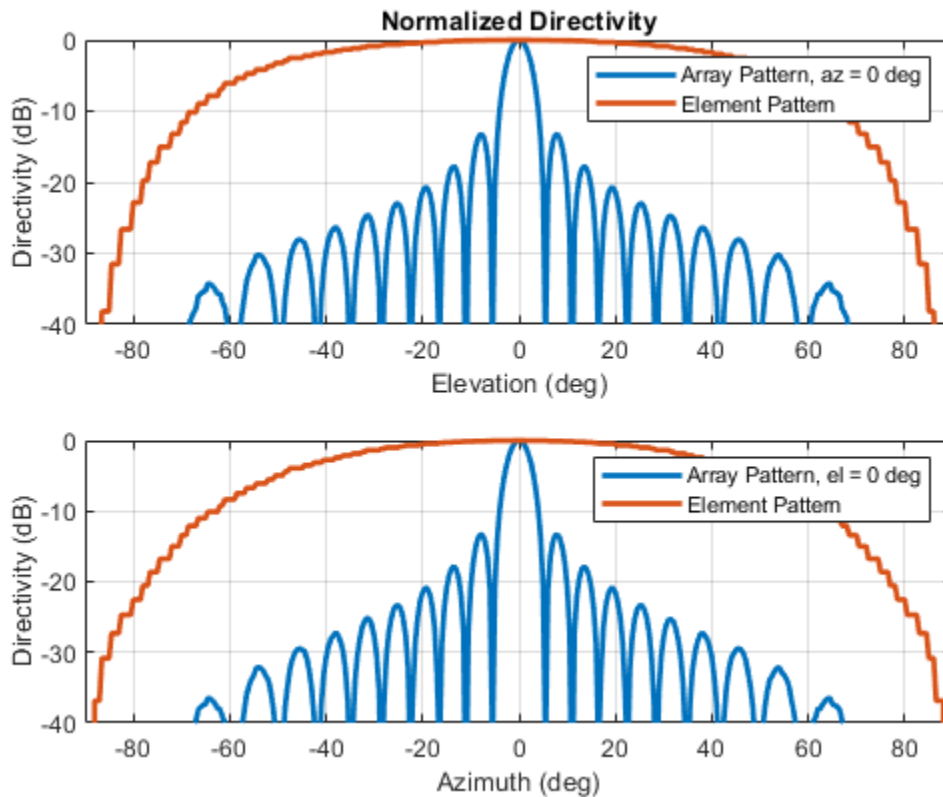 Normalized Directivity
0
-10
-20
-30
-40
Directivity (dB)
Array Pattern, az = 0 deg
Element Pattern
-80 -60 -40 -20 0 20 40 60 80
Elevation (deg)
0
-10
-20
-30
-40
Directivity (dB)
Array Pattern, el = 0 deg
Element Pattern
-80 -60 -40 -20 0 20 40 60 80
Azimuth (deg)